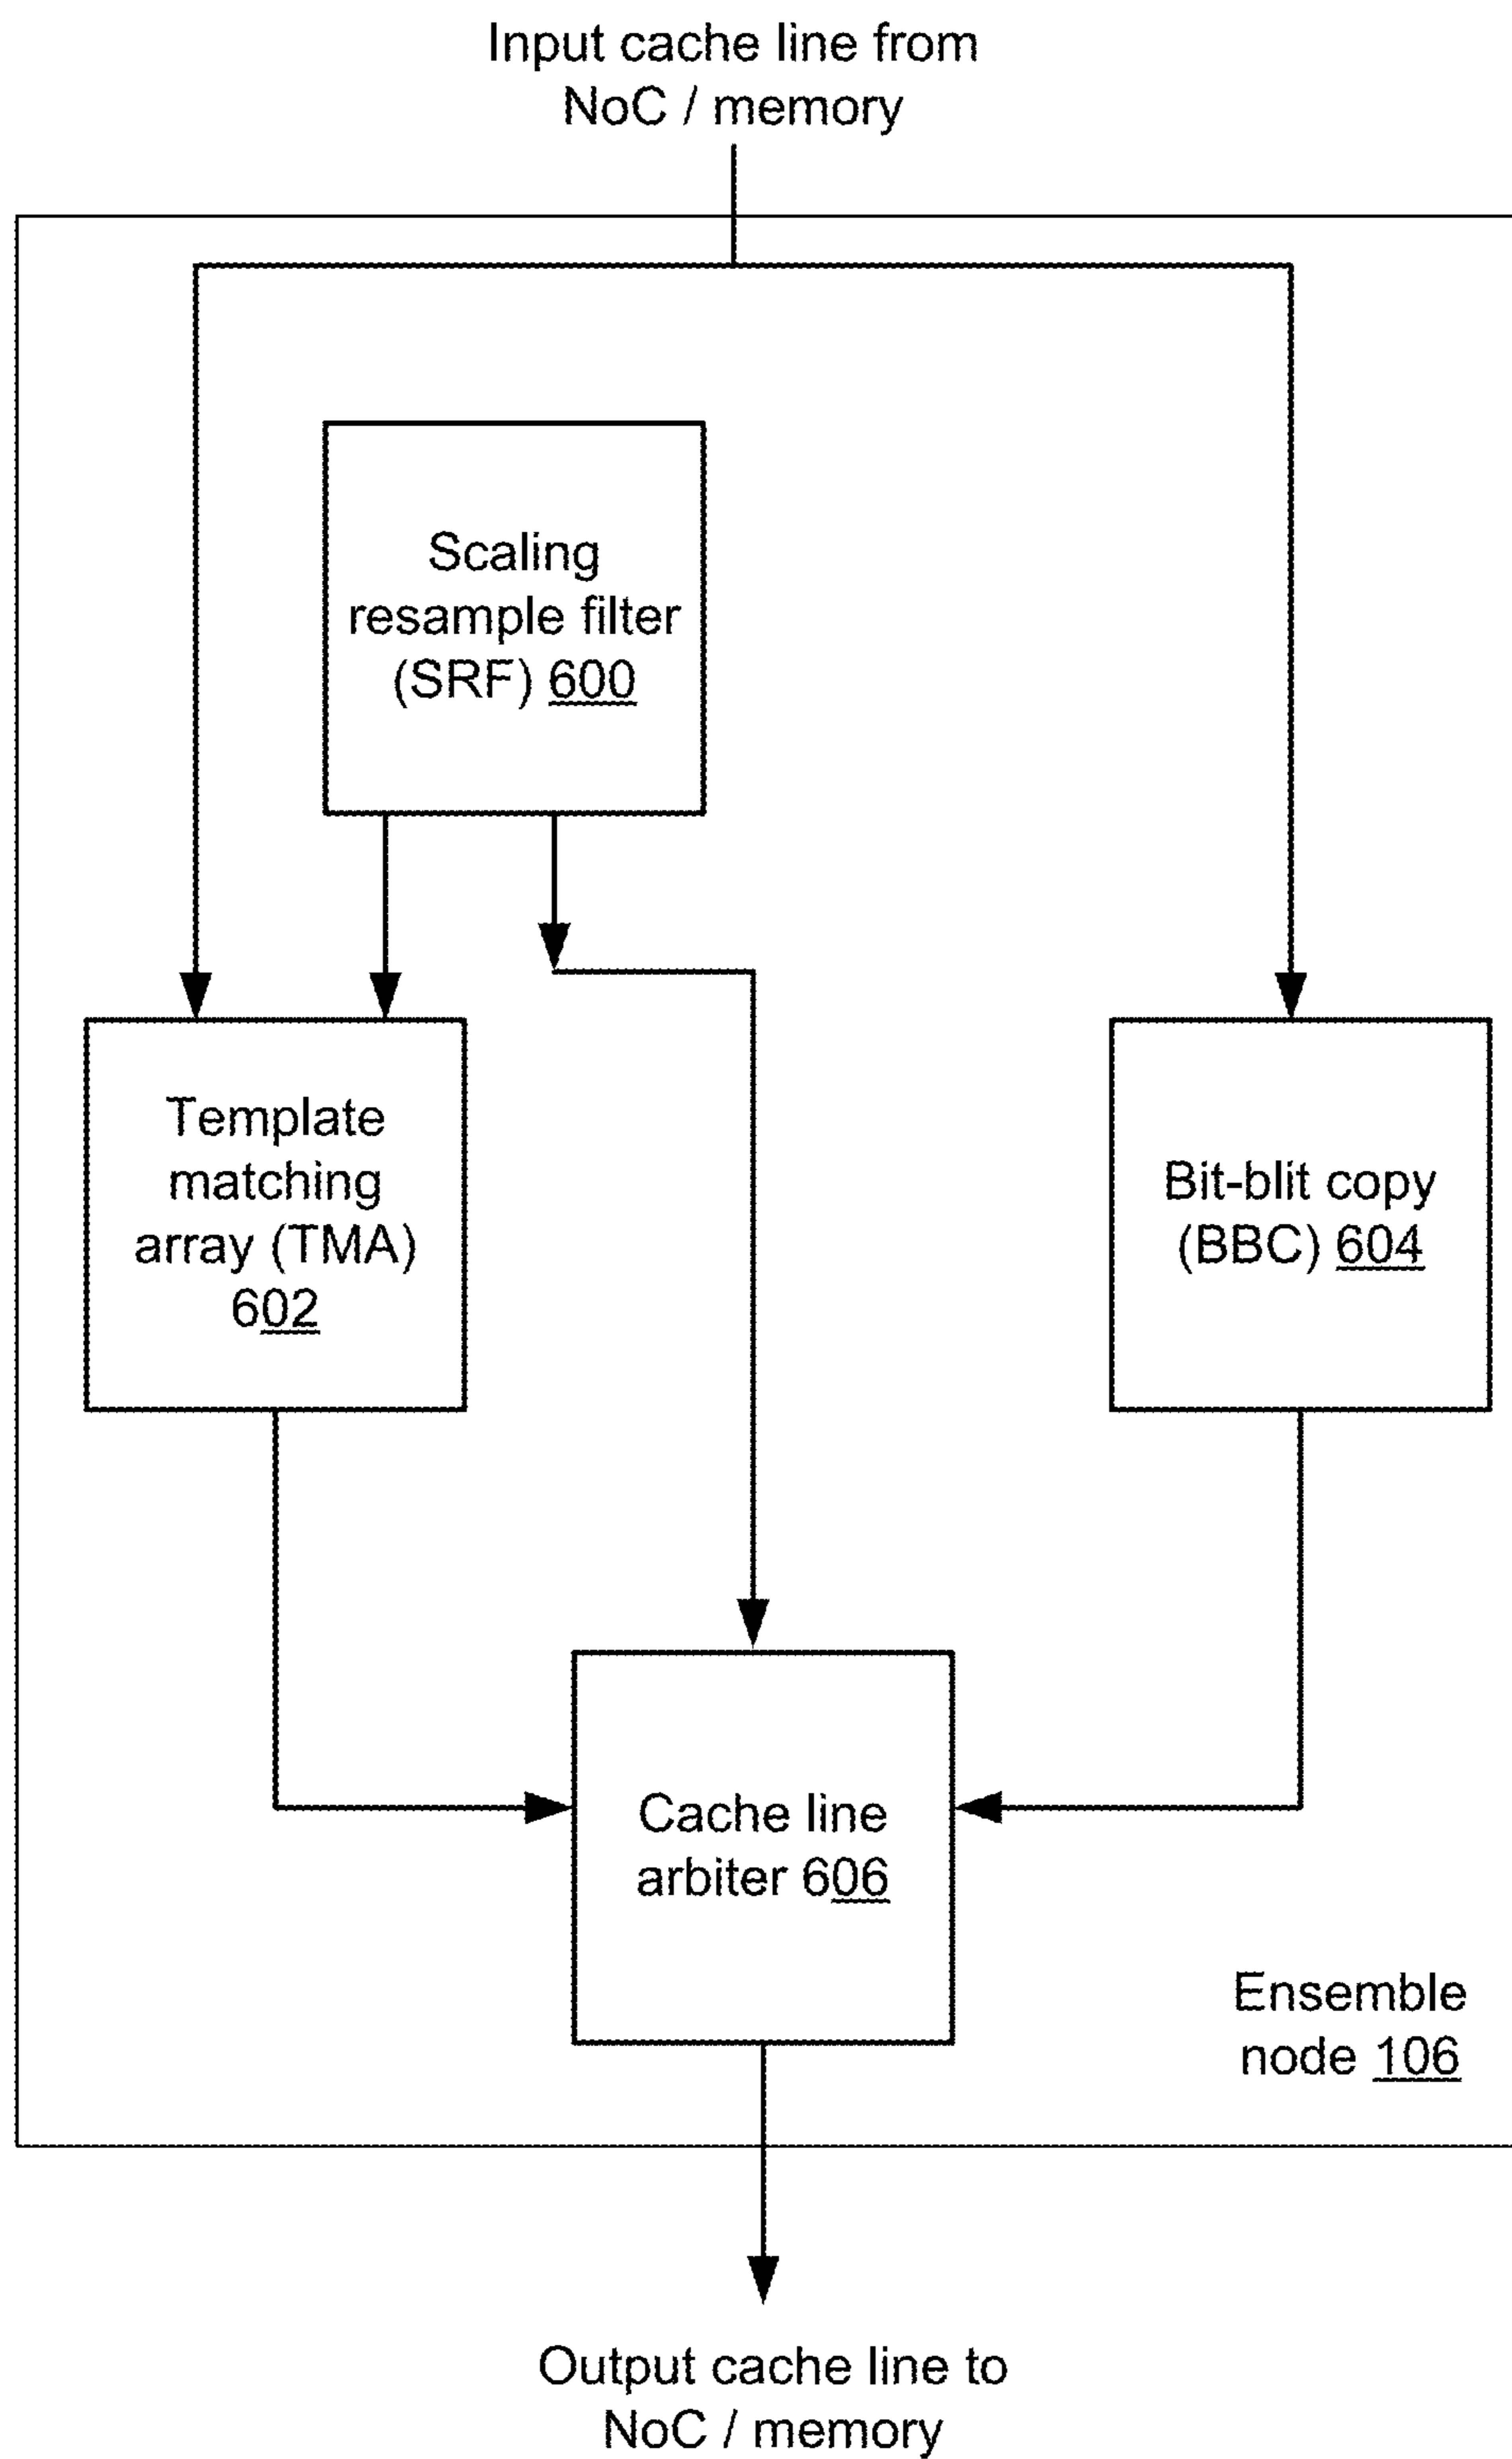 Input cache line from
NoC / memory
Scaling
resample filter
(SRF) 600
Template
matching
array (TMA)
602
Bit-blit copy
(BBC) 604
Cache line
arbiter 606
Ensemble
node 106
Output cache line to
NoC / memory